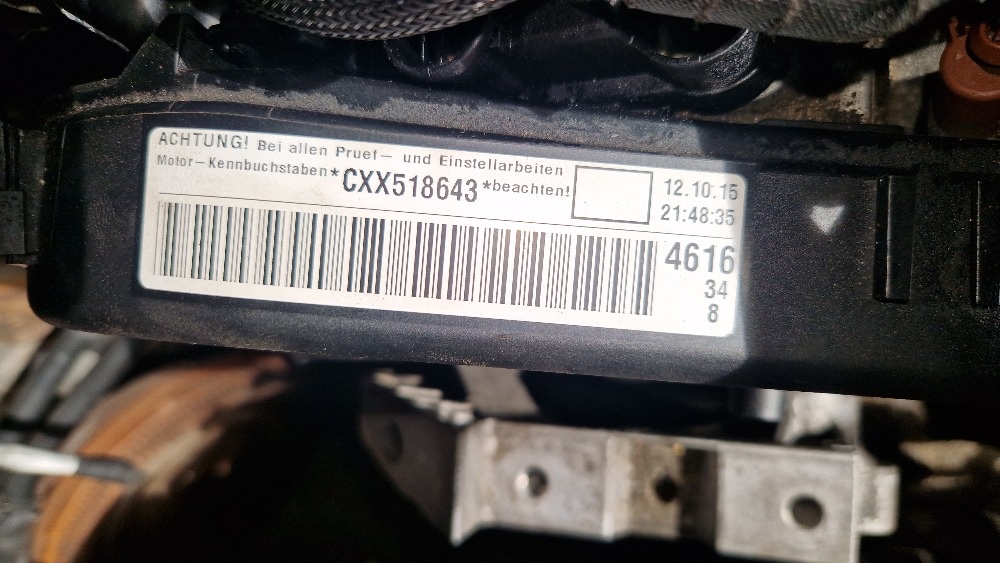 ACHTUNG! Bei allen Pruef- und Einstellarbeiten
Motor-Kennbuchstaben*CXX518643*beachten!
12.10.15
21:48:35
4616
34
8